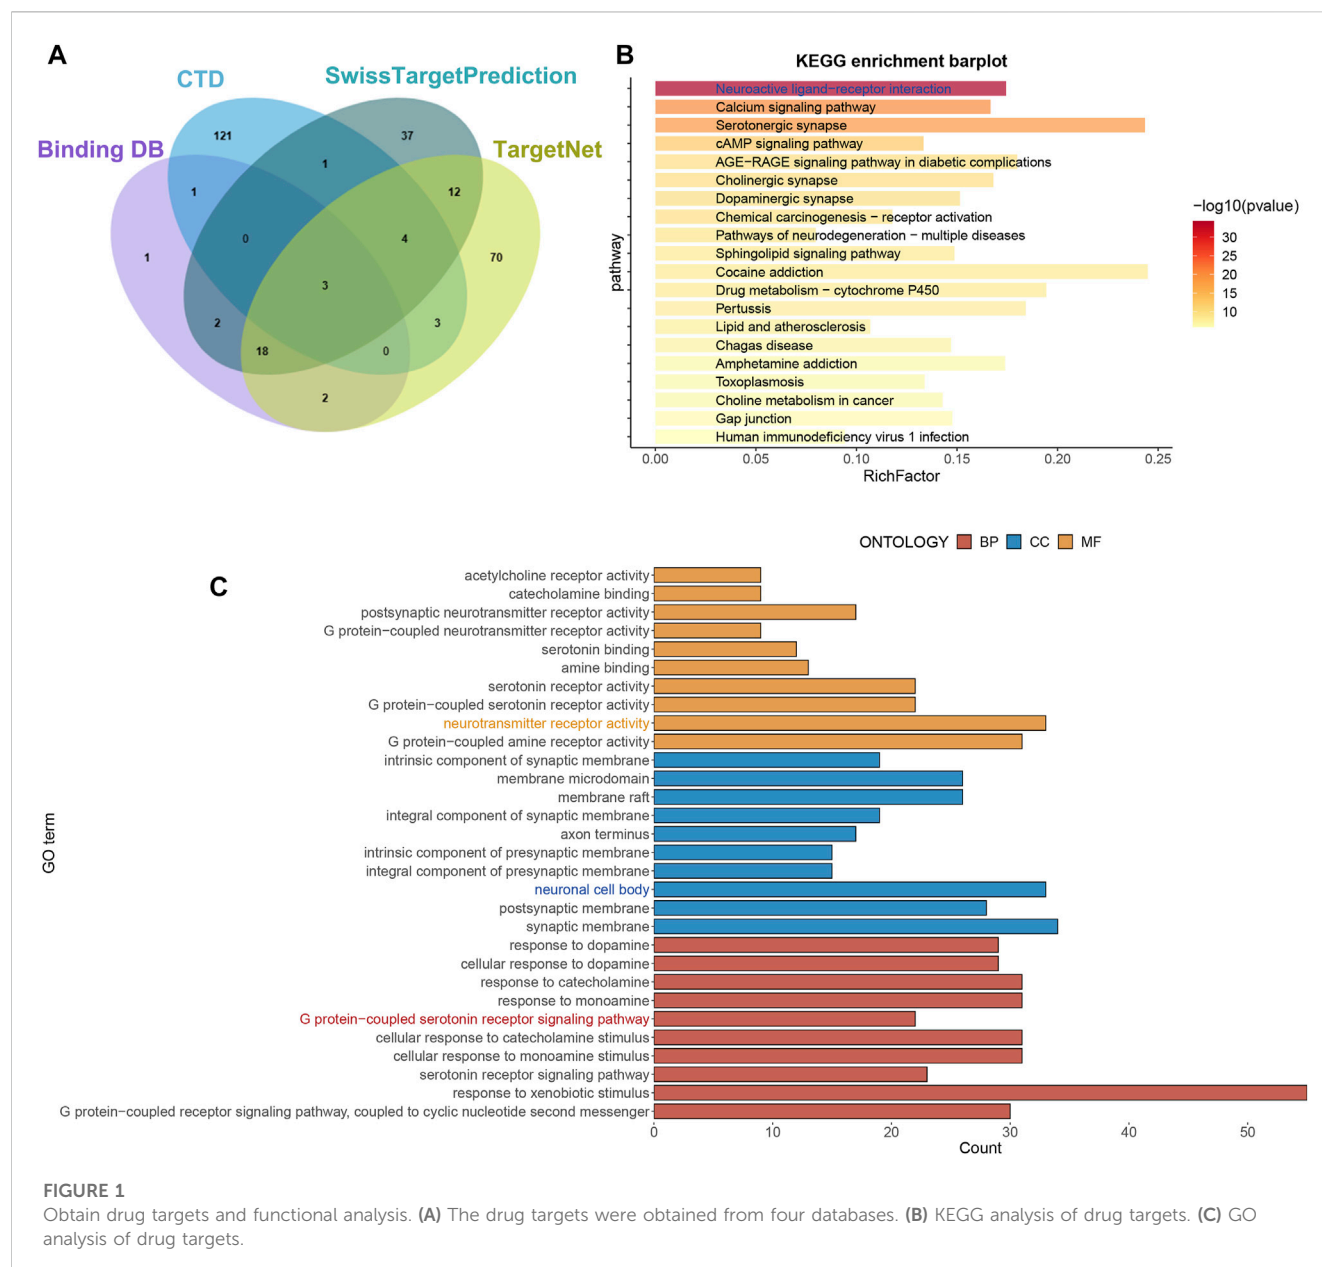 A
CTD
SwissTargetPrediction
Binding DB
TargetNet
121
37
1
1
12
0
4
1
70
3
2
3
18
0
2
B
KEGG enrichment barplot
pathway
Neuroactive ligand−receptor interaction
Calcium signaling pathway
Serotonergic synapse
cAMP signaling pathway
AGE−RAGE signaling pathway in diabetic complications
Cholinergic synapse
Dopaminergic synapse
Chemical carcinogenesis − receptor activation
Pathways of neurodegeneration − multiple diseases
Sphingolipid signaling pathway
Cocaine addiction
Drug metabolism − cytochrome P450
Pertussis
Lipid and atherosclerosis
Chagas disease
Amphetamine addiction
Toxoplasmosis
Choline metabolism in cancer
Gap junction
Human immunodeficiency virus 1 infection
0.00 0.05 0.10 0.15 0.20 0.25
RichFactor
−log10(pvalue)
30
25
20
15
10
ONTOLOGY BP CC MF
C
GO term
acetylcholine receptor activity
catecholamine binding
postsynaptic neurotransmitter receptor activity
G protein−coupled neurotransmitter receptor activity
serotonin binding
amine binding
serotonin receptor activity
G protein−coupled serotonin receptor activity
neurotransmitter receptor activity
G protein−coupled amine receptor activity
intrinsic component of synaptic membrane
membrane microdomain
membrane raft
integral component of synaptic membrane
axon terminus
intrinsic component of presynaptic membrane
integral component of presynaptic membrane
neuronal cell body
postsynaptic membrane
synaptic membrane
response to dopamine
cellular response to dopamine
response to catecholamine
response to monoamine
G protein−coupled serotonin receptor signaling pathway
cellular response to catecholamine stimulus
cellular response to monoamine stimulus
serotonin receptor signaling pathway
response to xenobiotic stimulus
G protein−coupled receptor signaling pathway, coupled to cyclic nucleotide second messenger
0 10 20 30 40 50
Count
FIGURE 1
Obtain drug targets and functional analysis. (A) The drug targets were obtained from four databases. (B) KEGG analysis of drug targets. (C) GO
analysis of drug targets.